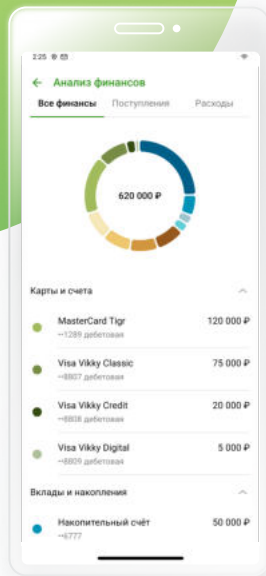 2:25
Анализ финансов
Все финансы Поступления Расходы
620 000 ₽
Карты и счета
MasterCard Tigr 120 000 ₽
··1289 дебетовая
Visa Vikky Classic 75 000 ₽
··8807 дебетовая
Visa Vikky Credit 20 000 ₽
··8808 дебетовая
Visa Vikky Digital 5 000 ₽
··8809 дебетовая
Вклады и накопления
Накопительный счёт 50 000 ₽
··6777